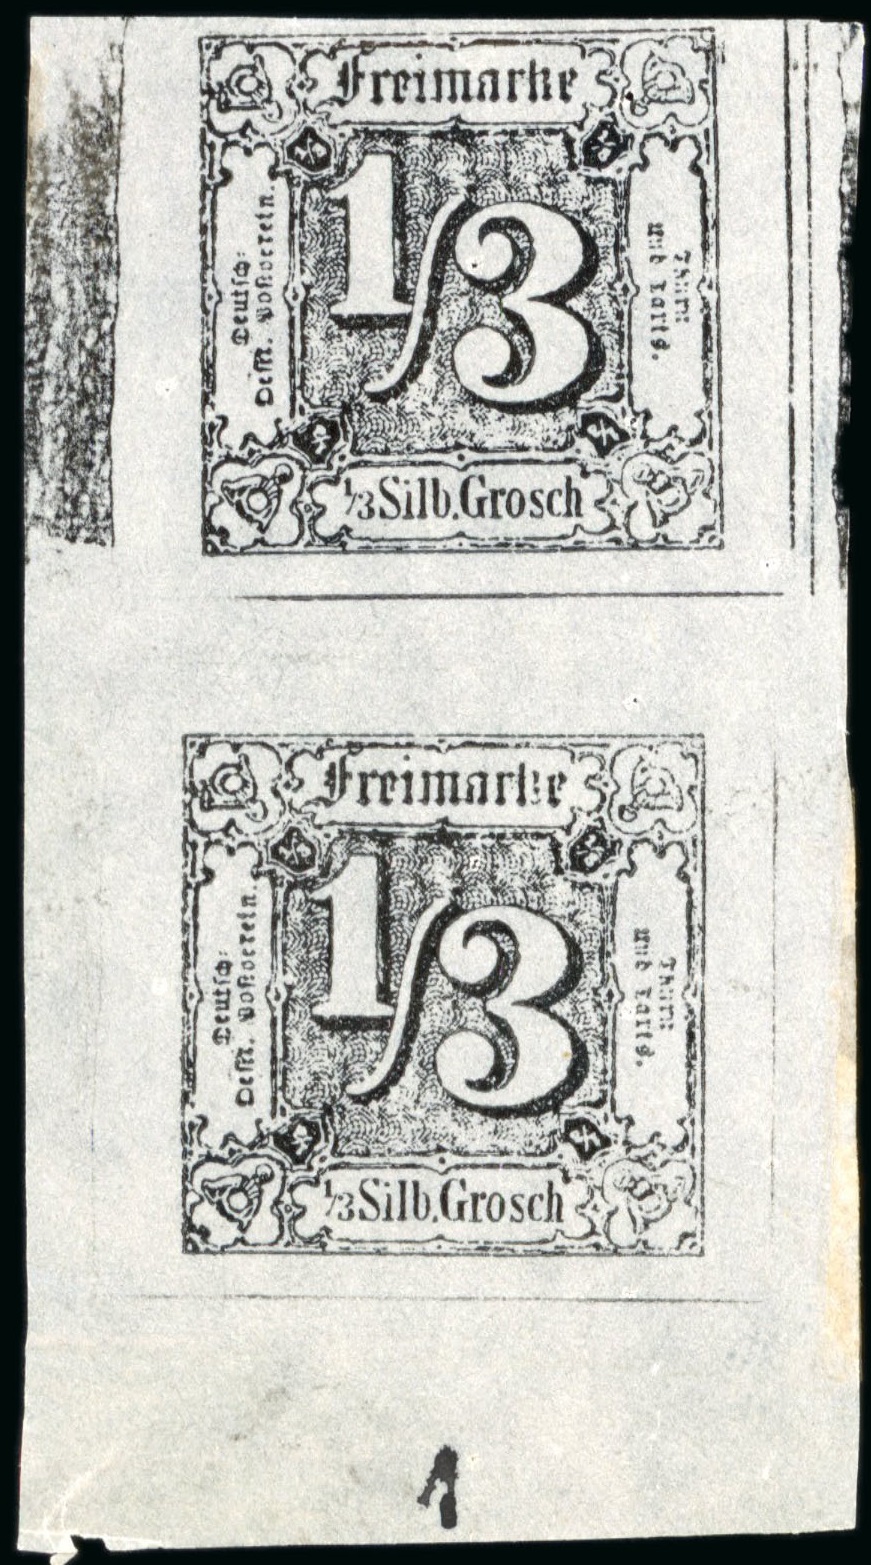 Freimarke
Deutsch-
Oestr. Postverein.
1/3
Thurn
und Taxis.
1/3 Silb. Grosch
Freimarke
Deutsch-
Oestr. Postverein.
1/3
Thurn
und Taxis.
1/3 Silb. Grosch
1